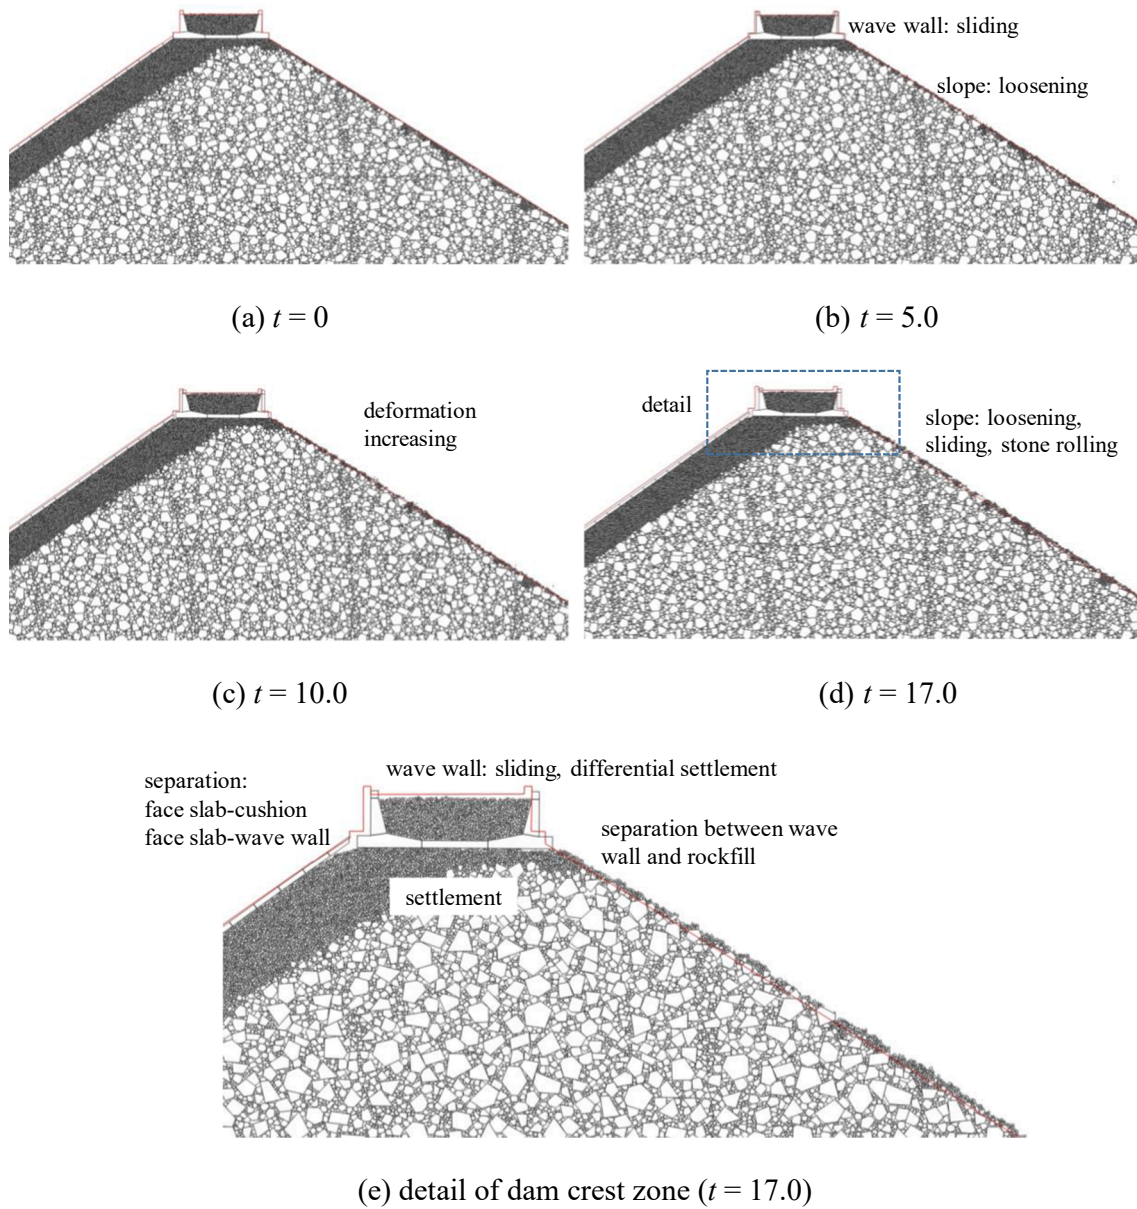 wave wall: sliding
slope: loosening
(a) t = 0
(b) t = 5.0
deformation
increasing
detail
slope: loosening,
sliding, stone rolling
(c) t = 10.0
(d) t = 17.0
wave wall: sliding, differential settlement
separation:
face slab-cushion
face slab-wave wall
separation between wave
wall and rockfill
settlement
(e) detail of dam crest zone (t = 17.0)